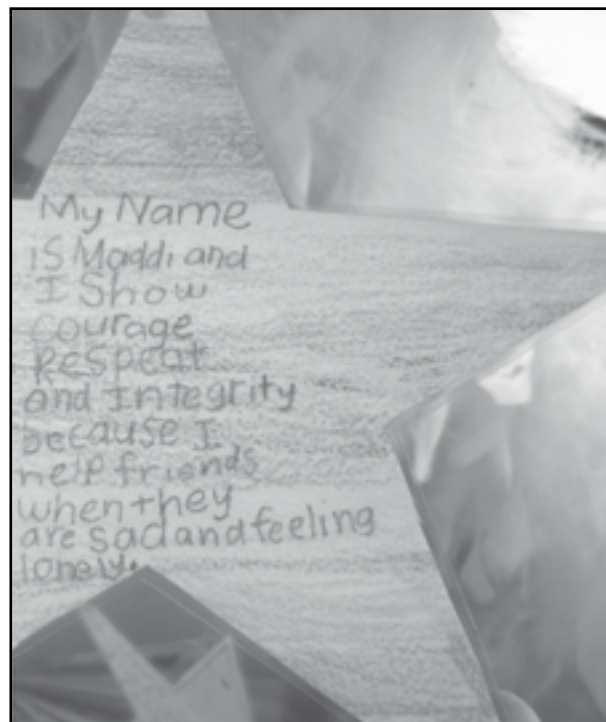 My Name
is Maddi and
I Show
courage
Respect
and Integrity
because I
help friends
when they
are sad and feeling
lonely.